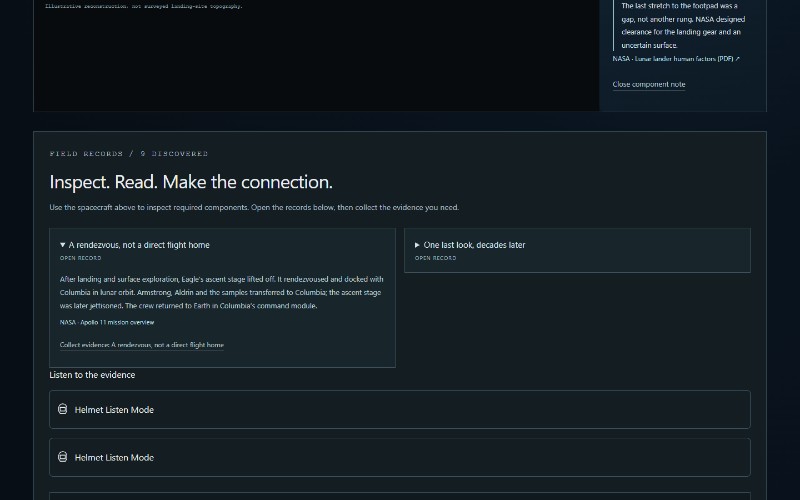 Illustrative reconstruction, not surveyed landing-site topography.
The last stretch to the footpad was a
gap, not another rung. NASA designed
clearance for the landing gear and an
uncertain surface.
NASA · Lunar lander human factors (PDF) ↗
Close component note
FIELD RECORDS / 9 DISCOVERED
Inspect. Read. Make the connection.
Use the spacecraft above to inspect required components. Open the records below, then collect the evidence you need.
▼ A rendezvous, not a direct flight home
OPEN RECORD
After landing and surface exploration, Eagle's ascent stage lifted off. It rendezvoused and docked with
Columbia in lunar orbit. Armstrong, Aldrin and the samples transferred to Columbia; the ascent stage
was later jettisoned. The crew returned to Earth in Columbia's command module.
NASA · Apollo 11 mission overview
Collect evidence: A rendezvous, not a direct flight home
▶ One last look, decades later
OPEN RECORD
Listen to the evidence
Helmet Listen Mode
Helmet Listen Mode